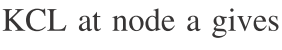 KCL at node a gives